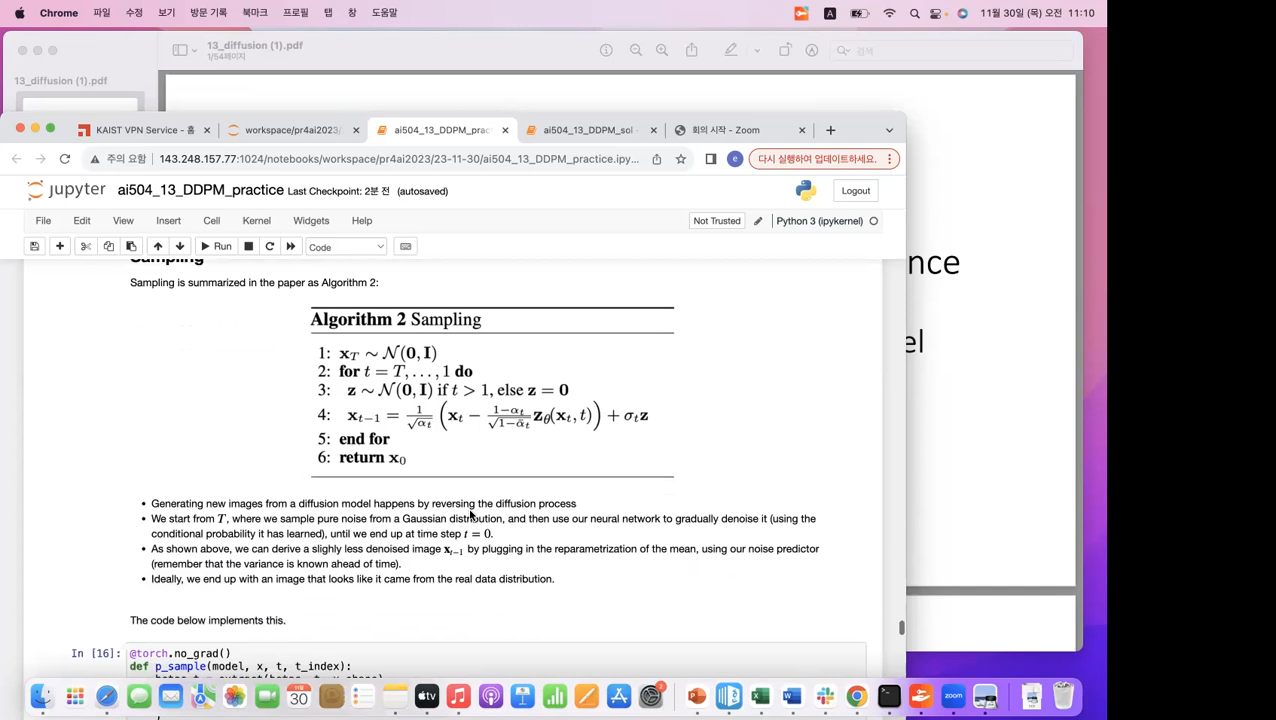 Chrome 파일 수정 보기 방문 기록 북마크 프로필 탭 창 도움말 A 11월 30일 (목) 오전 11:10
13_diffusion (1).pdf
1/54페이지
검색
13_diffusion (1).pdf
KAIST VPN Service - 홈
workspace/pr4ai2023/
ai504_13_DDPM_prac
ai504_13_DDPM_sol -
회의 시작 - Zoom
주의 요함 143.248.157.77:1024/notebooks/workspace/pr4ai2023/23-11-30/ai504_13_DDPM_practice.ipy...
e
다시 실행하여 업데이트하세요.
jupyter ai504_13_DDPM_practice Last Checkpoint: 2분 전 (autosaved)
Logout
File Edit View Insert Cell Kernel Widgets Help
Not Trusted
Python 3 (ipykernel)
Run
Code
nce
el
Sampling
Sampling is summarized in the paper as Algorithm 2:
Algorithm 2 Sampling
1: x_T ∼ N(0, I)
2: for t = T, . . . , 1 do
3: z ∼ N(0, I) if t > 1, else z = 0
4: x_{t−1} = 1/√α_t (x_t − (1−α_t)/√(1−ᾱ_t) z_θ(x_t, t)) + σ_t z
5: end for
6: return x_0
• Generating new images from a diffusion model happens by reversing the diffusion process
• We start from T, where we sample pure noise from a Gaussian distribution, and then use our neural network to gradually denoise it (using the
conditional probability it has learned), until we end up at time step t = 0.
• As shown above, we can derive a slighly less denoised image x_{t−1} by plugging in the reparametrization of the mean, using our noise predictor
(remember that the variance is known ahead of time).
• Ideally, we end up with an image that looks like it came from the real data distribution.
The code below implements this.
In [16]:
@torch.no_grad()
def p_sample(model, x, t, t_index):
NOV
30
tv
zoom